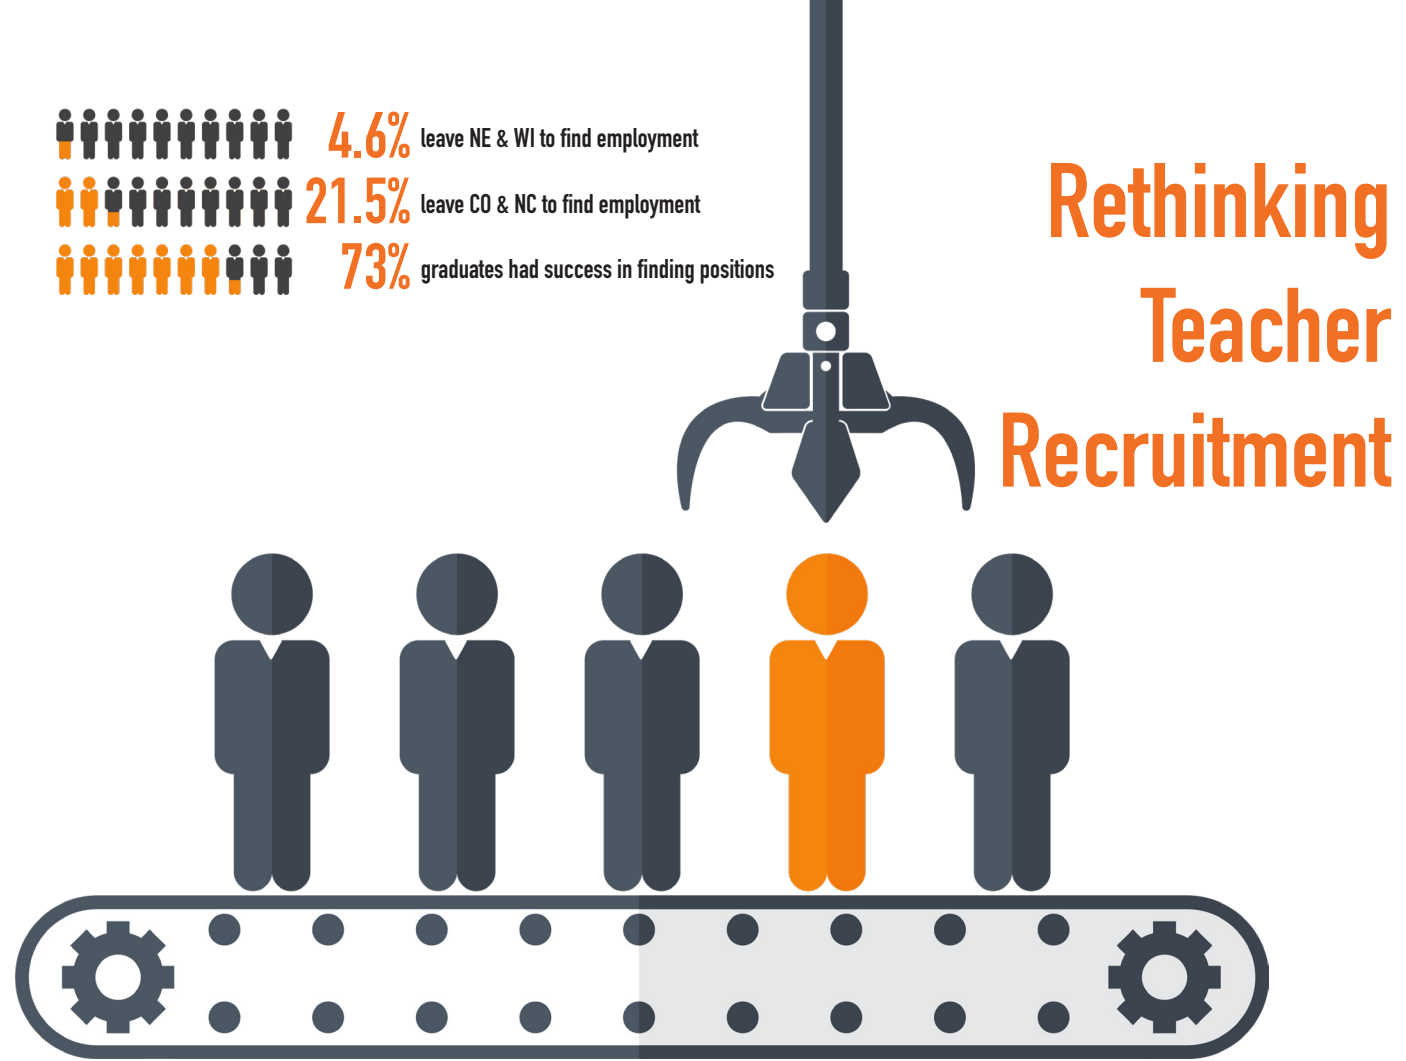 4.6% leave NE & WI to find employment
21.5% leave CO & NC to find employment
73% graduates had success in finding positions
Rethinking
Teacher
Recruitment